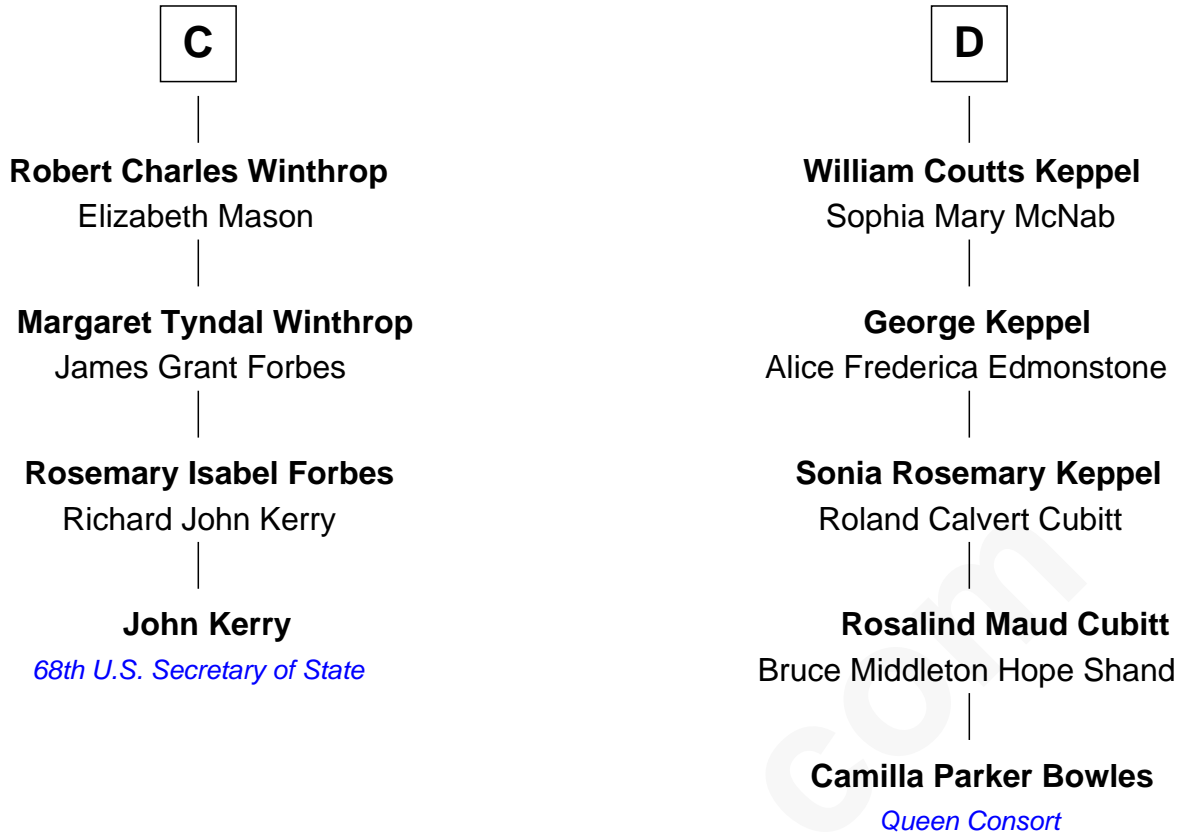 C
Robert Charles Winthrop
Elizabeth Mason
Margaret Tyndal Winthrop
James Grant Forbes
Rosemary Isabel Forbes
Richard John Kerry
John Kerry
68th U.S. Secretary of State
D
William Coutts Keppel
Sophia Mary McNab
George Keppel
Alice Frederica Edmonstone
Sonia Rosemary Keppel
Roland Calvert Cubitt
Rosalind Maud Cubitt
Bruce Middleton Hope Shand
Camilla Parker Bowles
Queen Consort
com